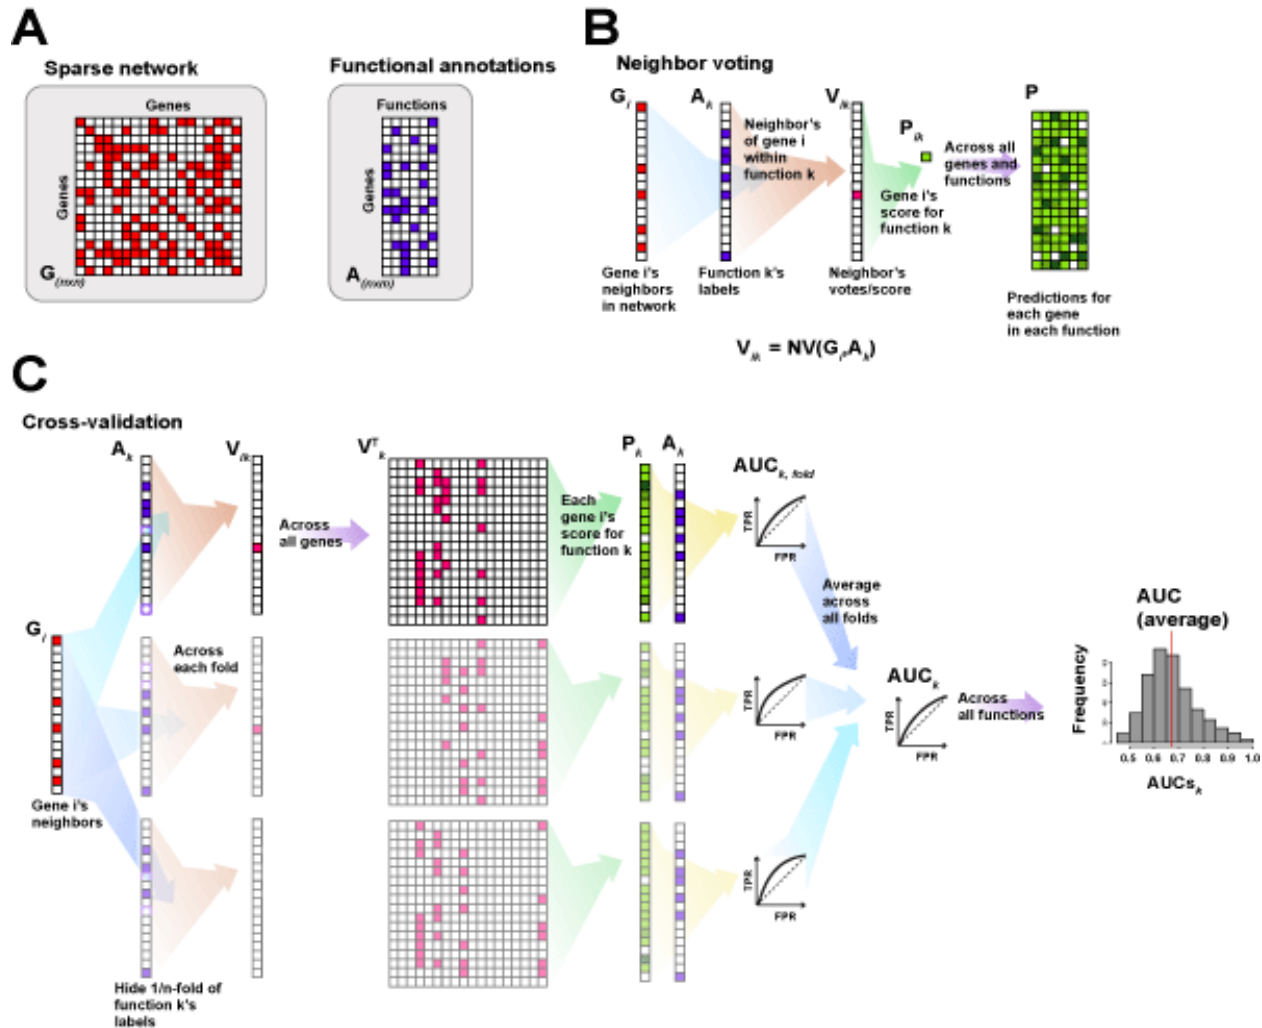 A
Sparse network
Genes
Genes
G(nxn)
Functional annotations
Functions
Genes
A(nxm)
B
Neighbor voting
Gi
Ak
Vik
Pik
P
Neighbor's
of gene i
within
function k
Across all
genes and
functions
Gene i's
score for
function k
Gene i's
neighbors
in network
Function k's
labels
Neighbor's
votes/score
Predictions for
each gene
in each function
Vik = NV(Gi,Ak)
C
Cross-validation
Ak
Vik
VTk
Pk
Ak
AUCk, fold
TPR
FPR
Across
all genes
Each
gene i's
score for
function k
Average
across
all folds
Gi
Across
each fold
Gene i's
neighbors
TPR
FPR
AUCk
TPR
FPR
Across
all functions
AUC
(average)
Frequency
0.5 0.6 0.7 0.8 0.9 1.0
AUCsk
TPR
FPR
Hide 1/n-fold of
function k's
labels